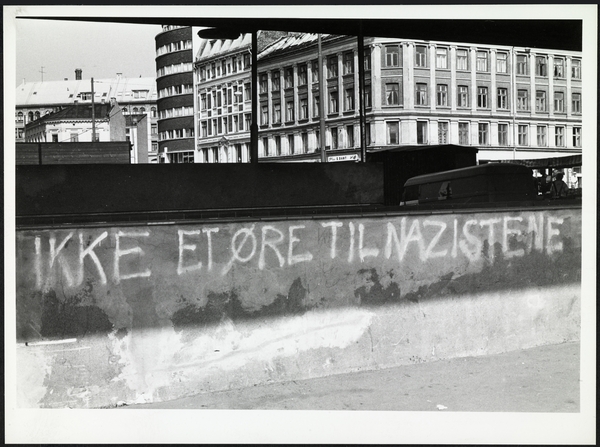 IKKE ET ØRE TIL NAZISTENE